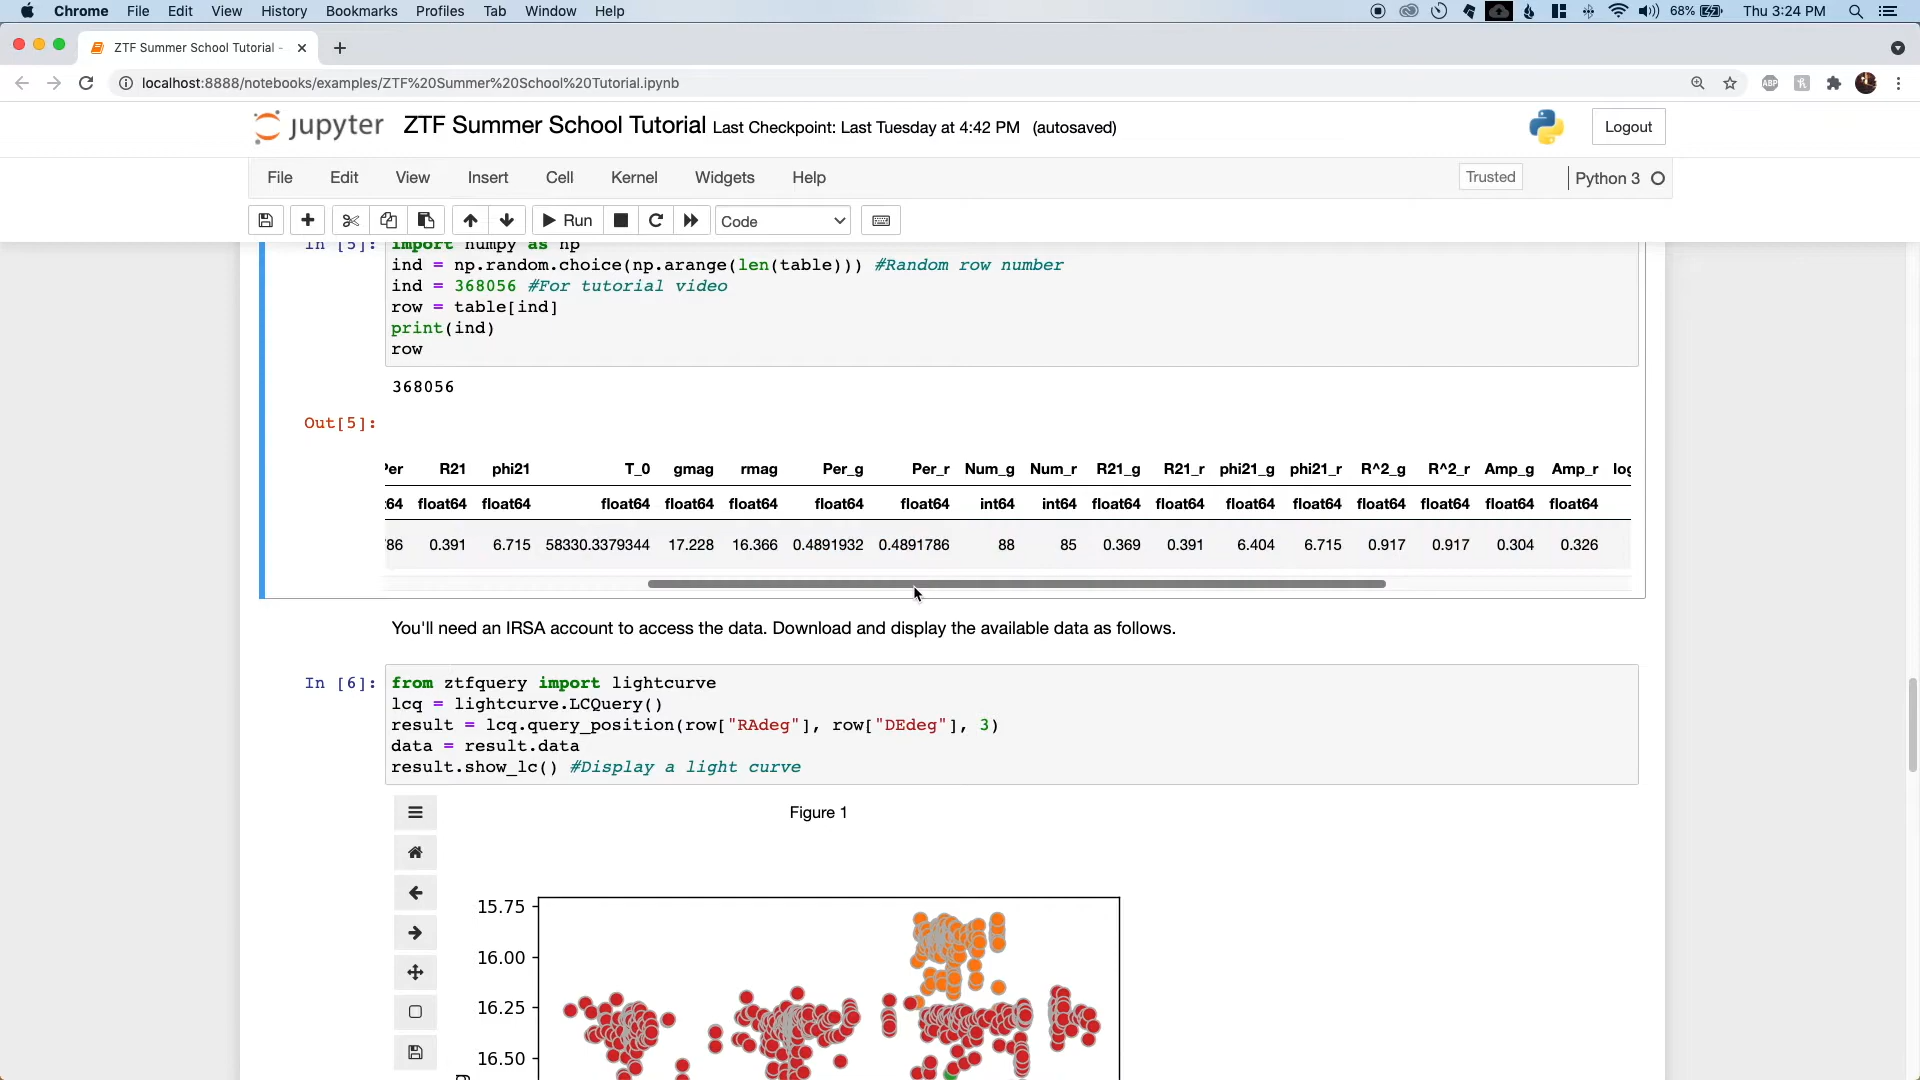 Chrome File Edit View History Bookmarks Profiles Tab Window Help 68% Thu 3:24 PM
ZTF Summer School Tutorial -
localhost:8888/notebooks/examples/ZTF%20Summer%20School%20Tutorial.ipynb ABP
jupyter ZTF Summer School Tutorial Last Checkpoint: Last Tuesday at 4:42 PM (autosaved) Logout
File Edit View Insert Cell Kernel Widgets Help Trusted Python 3
Run Code
In [5]: import numpy as np
ind = np.random.choice(np.arange(len(table))) #Random row number
ind = 368056 #For tutorial video
row = table[ind]
print(ind)
row
368056
Out[5]:
Per R21 phi21 T_0 gmag rmag Per_g Per_r Num_g Num_r R21_g R21_r phi21_g phi21_r R^2_g R^2_r Amp_g Amp_r log
64 float64 float64 float64 float64 float64 float64 float64 int64 int64 float64 float64 float64 float64 float64 float64 float64 float64
86 0.391 6.715 58330.3379344 17.228 16.366 0.4891932 0.4891786 88 85 0.369 0.391 6.404 6.715 0.917 0.917 0.304 0.326
You'll need an IRSA account to access the data. Download and display the available data as follows.
In [6]: from ztfquery import lightcurve
lcq = lightcurve.LCQuery()
result = lcq.query_position(row["RAdeg"], row["DEdeg"], 3)
data = result.data
result.show_lc() #Display a light curve
Figure 1
15.75
16.00
16.25
16.50